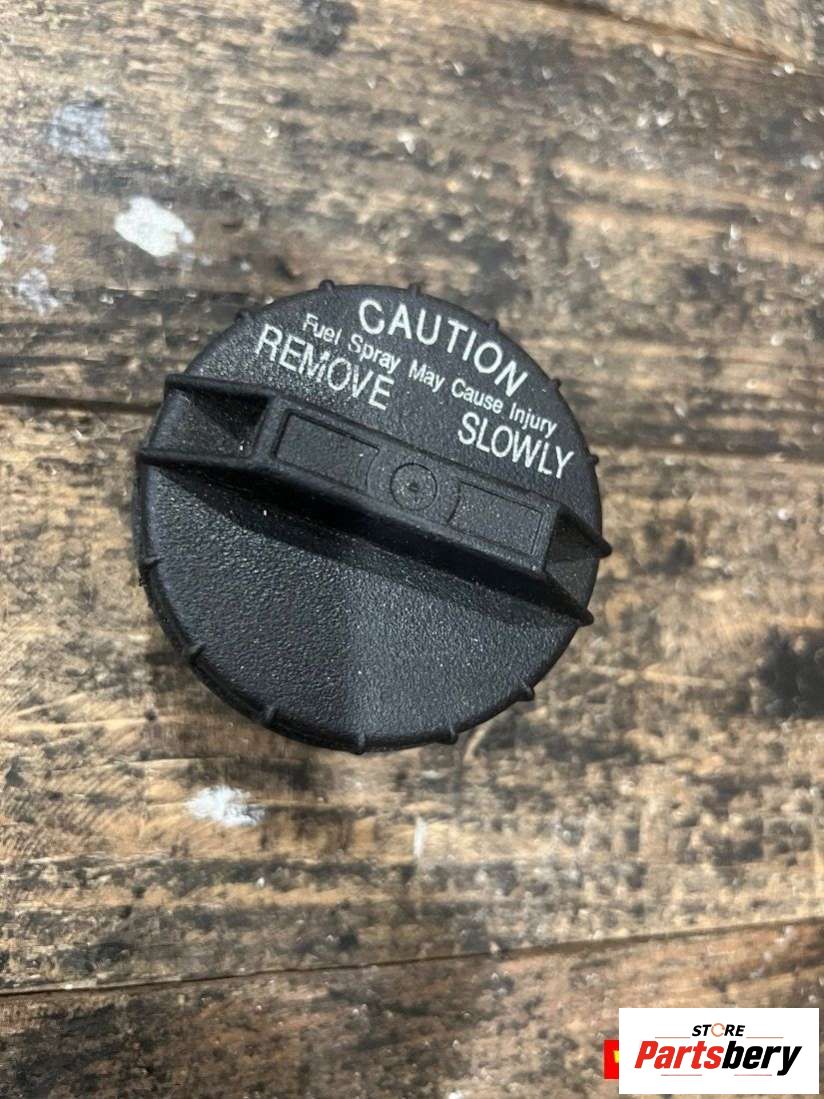 CAUTION
Fuel Spray May Cause Injury
REMOVE SLOWLY
STORE
Partsbery